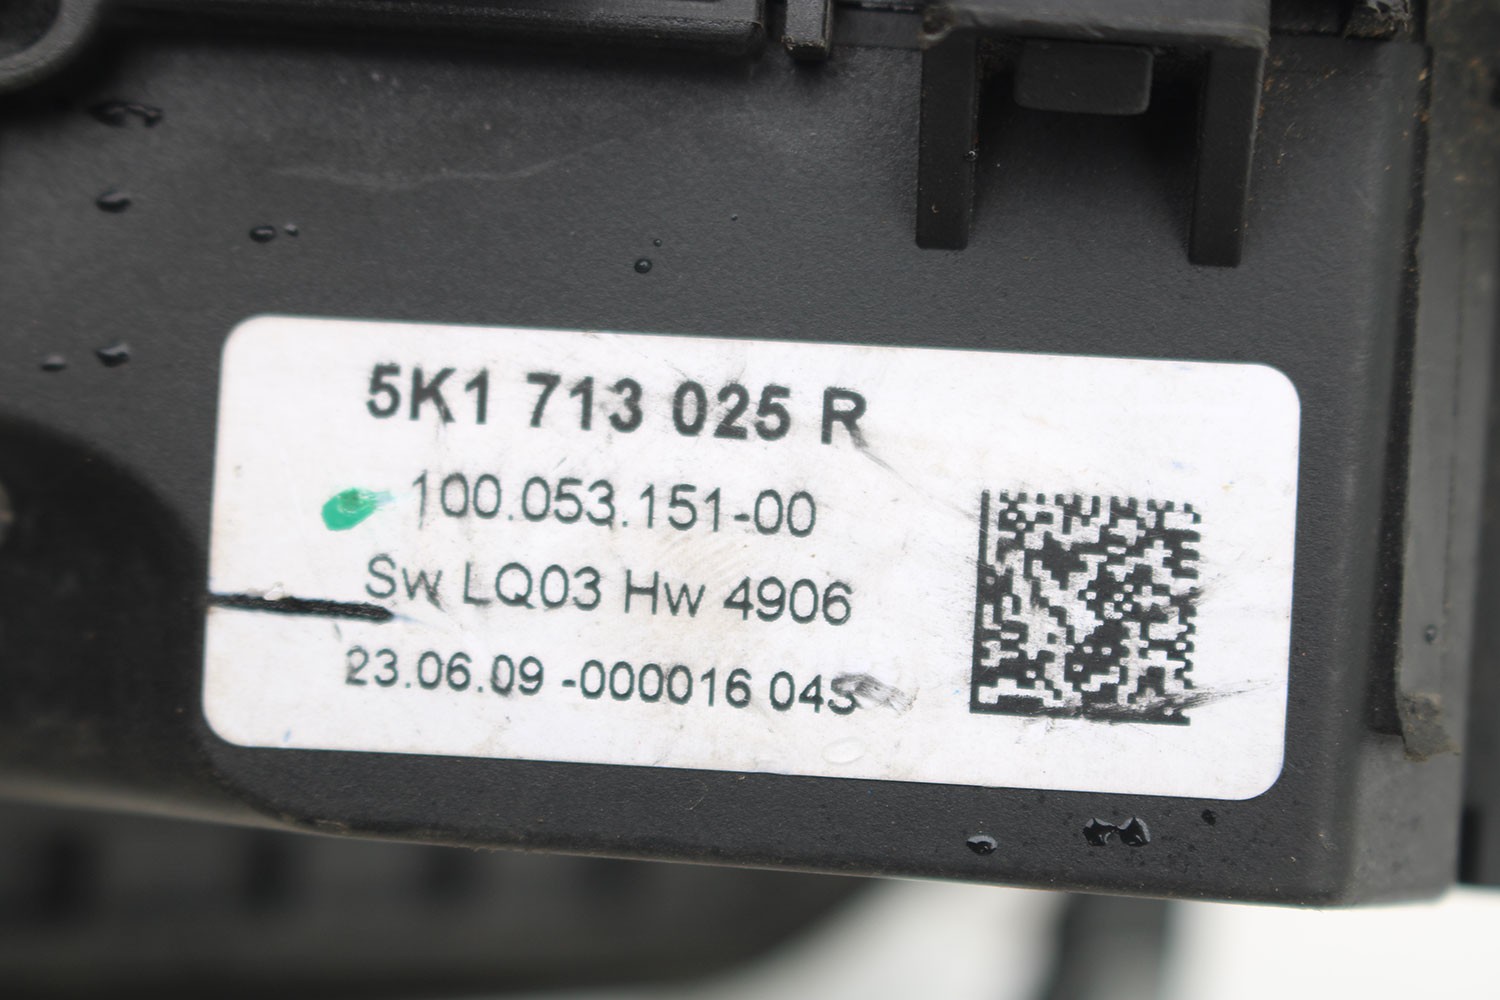 5K1 713 025 R
100.053.151-00
Sw LQ03 Hw 4906
23.06.09 -000016 04S